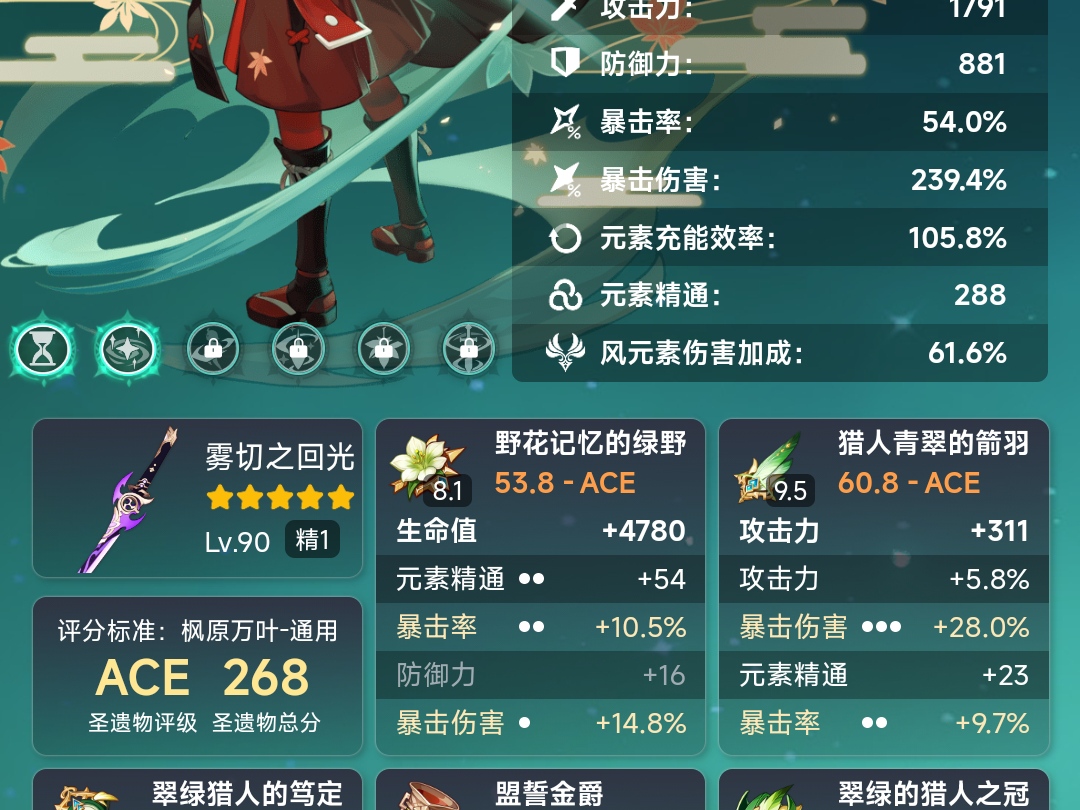 攻击力: 1791
防御力: 881
暴击率: 54.0%
暴击伤害: 239.4%
元素充能效率: 105.8%
元素精通: 288
风元素伤害加成: 61.6%
雾切之回光
Lv.90 精1
评分标准: 枫原万叶-通用
ACE 268
圣遗物评级 圣遗物总分
野花记忆的绿野
8.1 53.8 - ACE
生命值 +4780
元素精通 +54
暴击率 +10.5%
防御力 +16
暴击伤害 +14.8%
猎人青翠的箭羽
9.5 60.8 - ACE
攻击力 +311
攻击力 +5.8%
暴击伤害 +28.0%
元素精通 +23
暴击率 +9.7%
翠绿的猎人的笃定
盟誓金爵
翠绿的猎人之冠